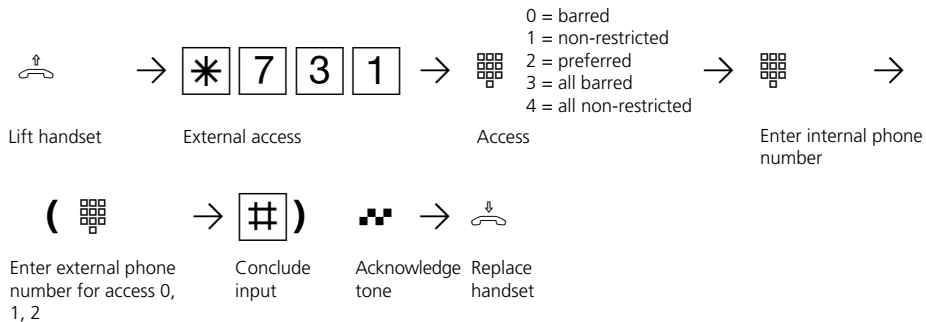 0 = barred
1 = non-restricted
2 = preferred
3 = all barred
4 = all non-restricted
* 7 3 1
Lift handset
External access
Access
Enter internal phone
number
( # )
Enter external phone
number for access 0,
1, 2
Conclude
input
Acknowledge
tone
Replace
handset